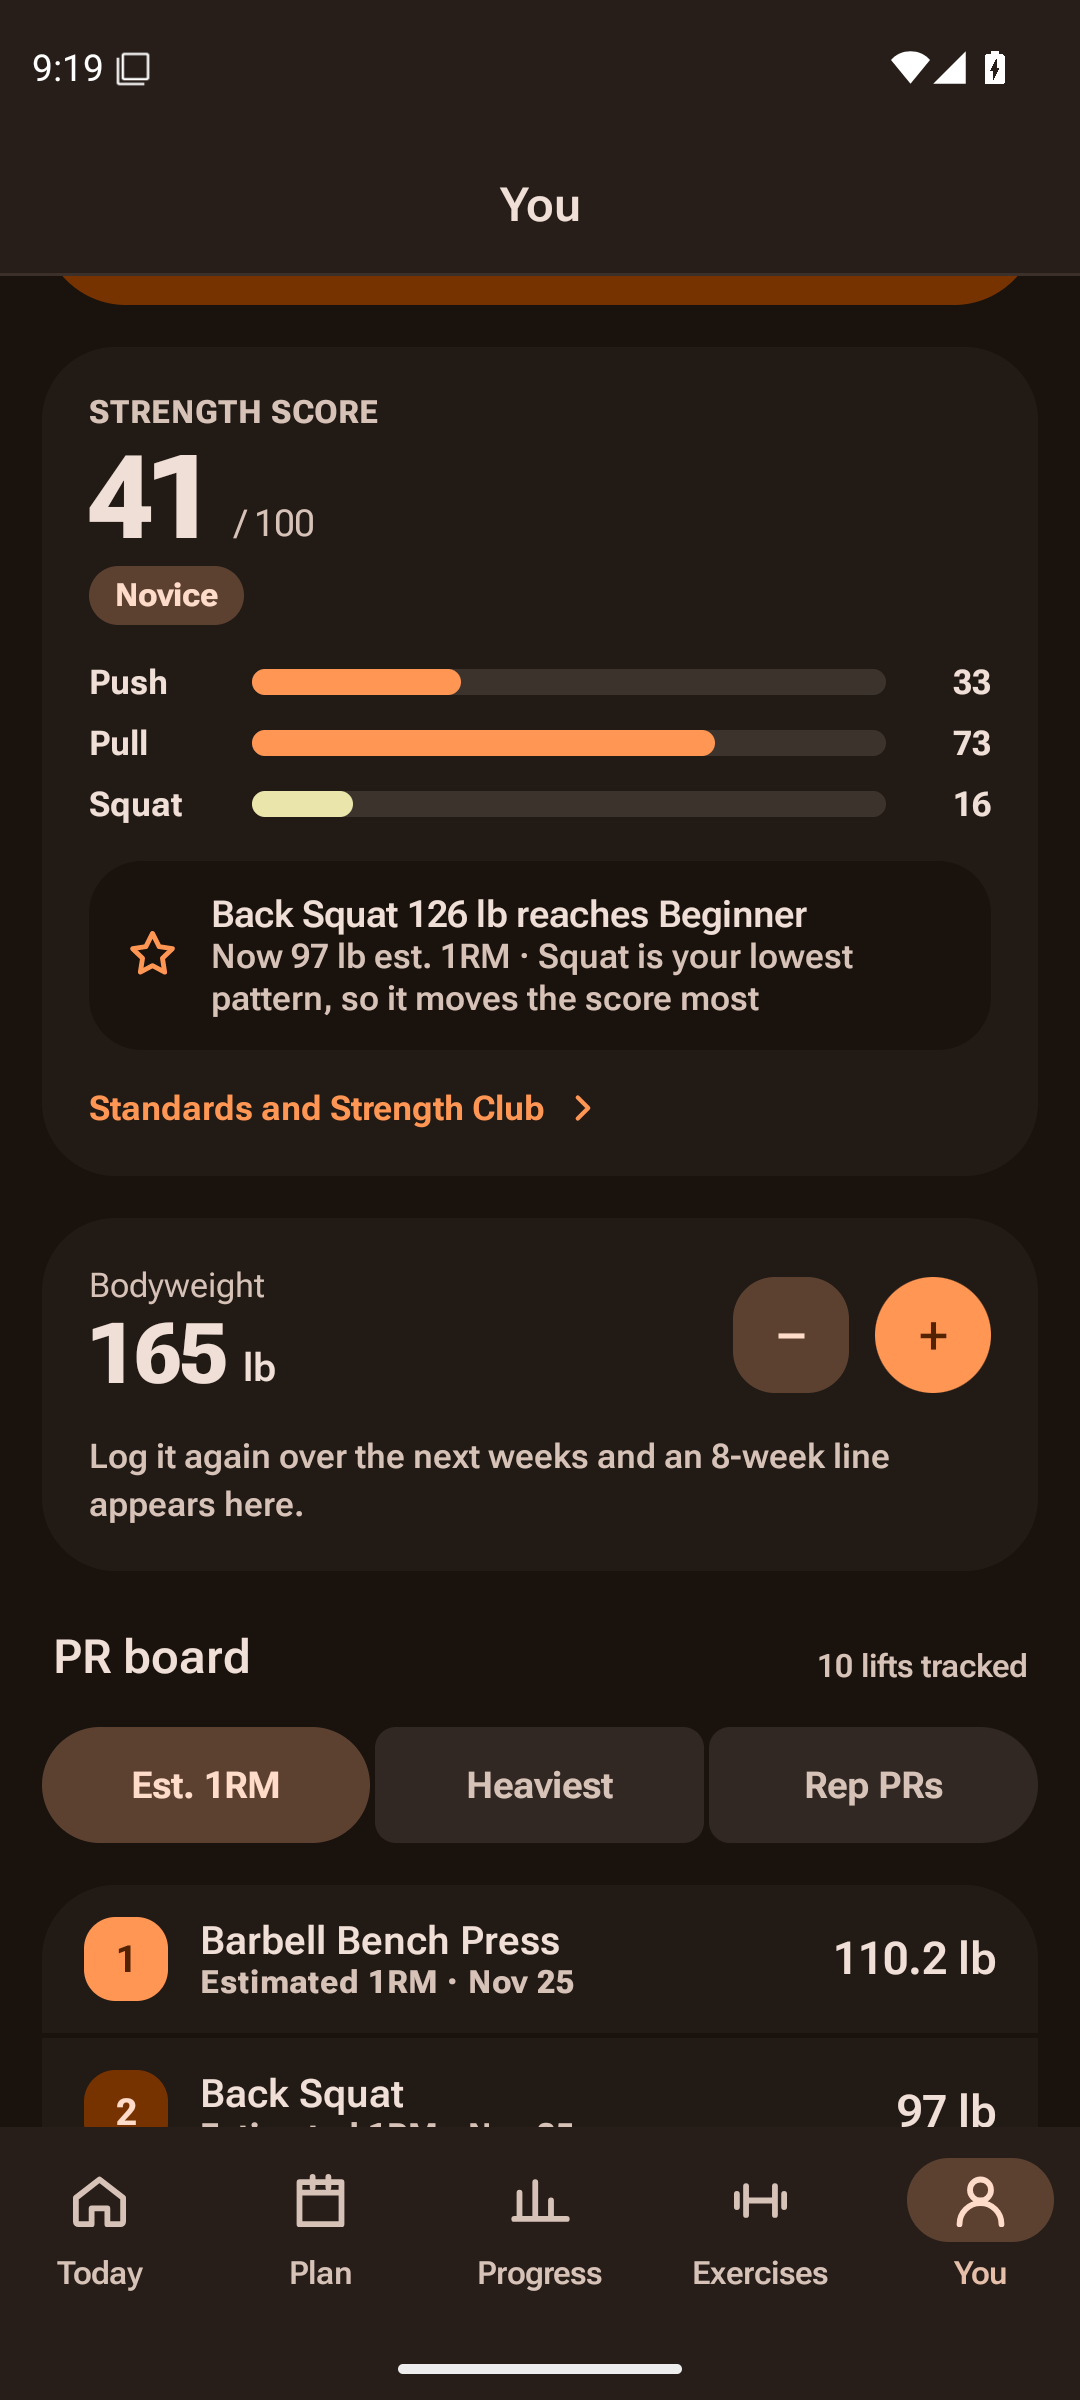 9:19
You
STRENGTH SCORE
41 / 100
Novice
Push 33
Pull 73
Squat 16
Back Squat 126 lb reaches Beginner
Now 97 lb est. 1RM · Squat is your lowest
pattern, so it moves the score most
Standards and Strength Club
Bodyweight
165 lb
− +
Log it again over the next weeks and an 8-week line
appears here.
PR board
10 lifts tracked
Est. 1RM
Heaviest
Rep PRs
1
Barbell Bench Press
Estimated 1RM · Nov 25
110.2 lb
2
Back Squat
97 lb
Today
Plan
Progress
Exercises
You